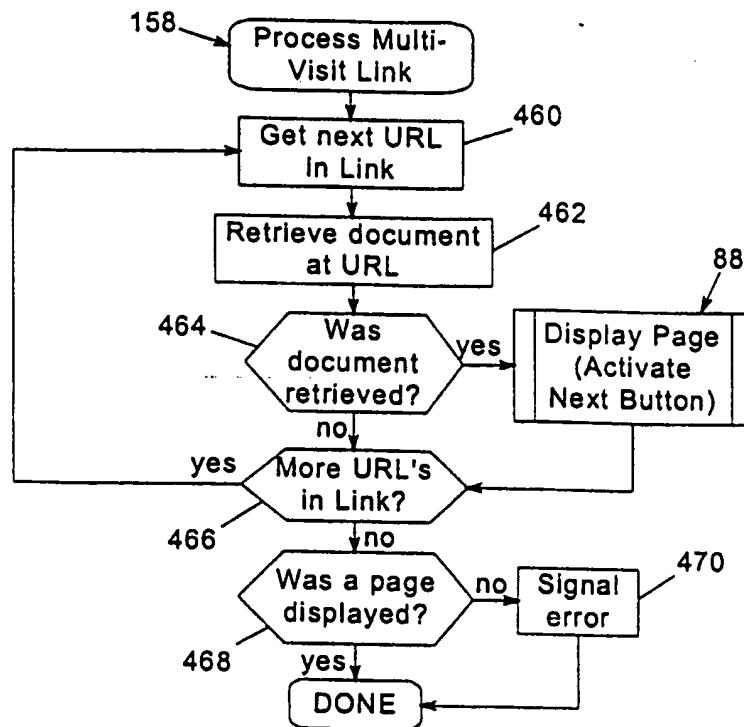 158
Process Multi-
Visit Link
460
Get next URL
in Link
462
Retrieve document
at URL
88
464
Was
document
retrieved?
yes
Display Page
(Activate
Next Button)
no
yes
More URL's
in Link?
466
no
470
Was a page
displayed?
no
Signal
error
468
yes
DONE